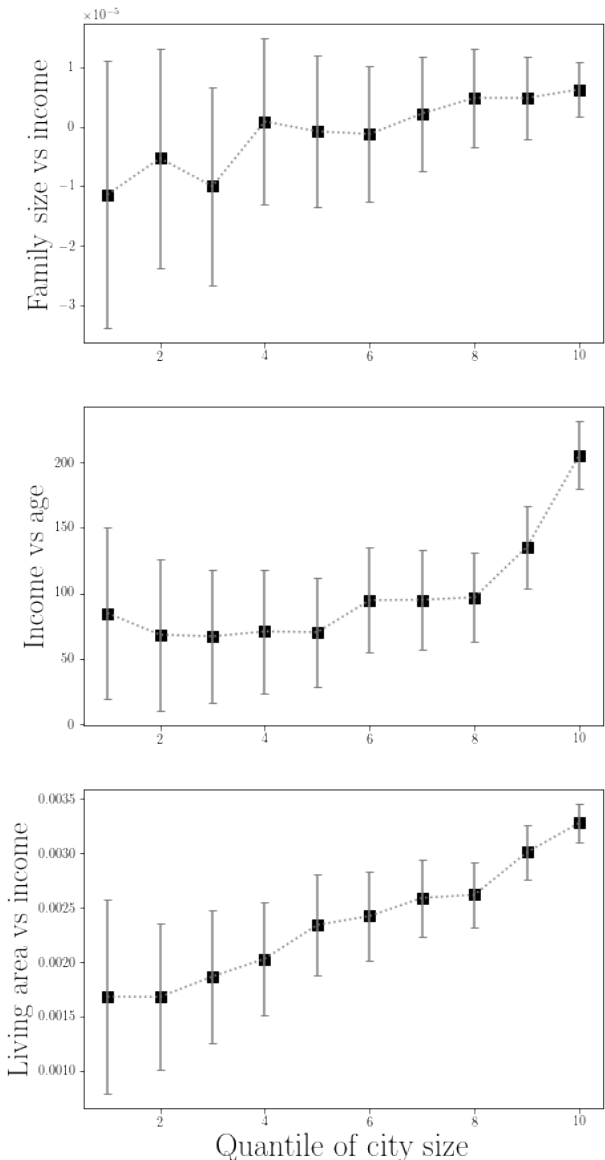 ×10⁻⁵
Family size vs income
1
0
−1
−2
−3
2 4 6 8 10
Income vs age
200
150
100
50
0
2 4 6 8 10
Living area vs income
0.0035
0.0030
0.0025
0.0020
0.0015
0.0010
2 4 6 8 10
Quantile of city size